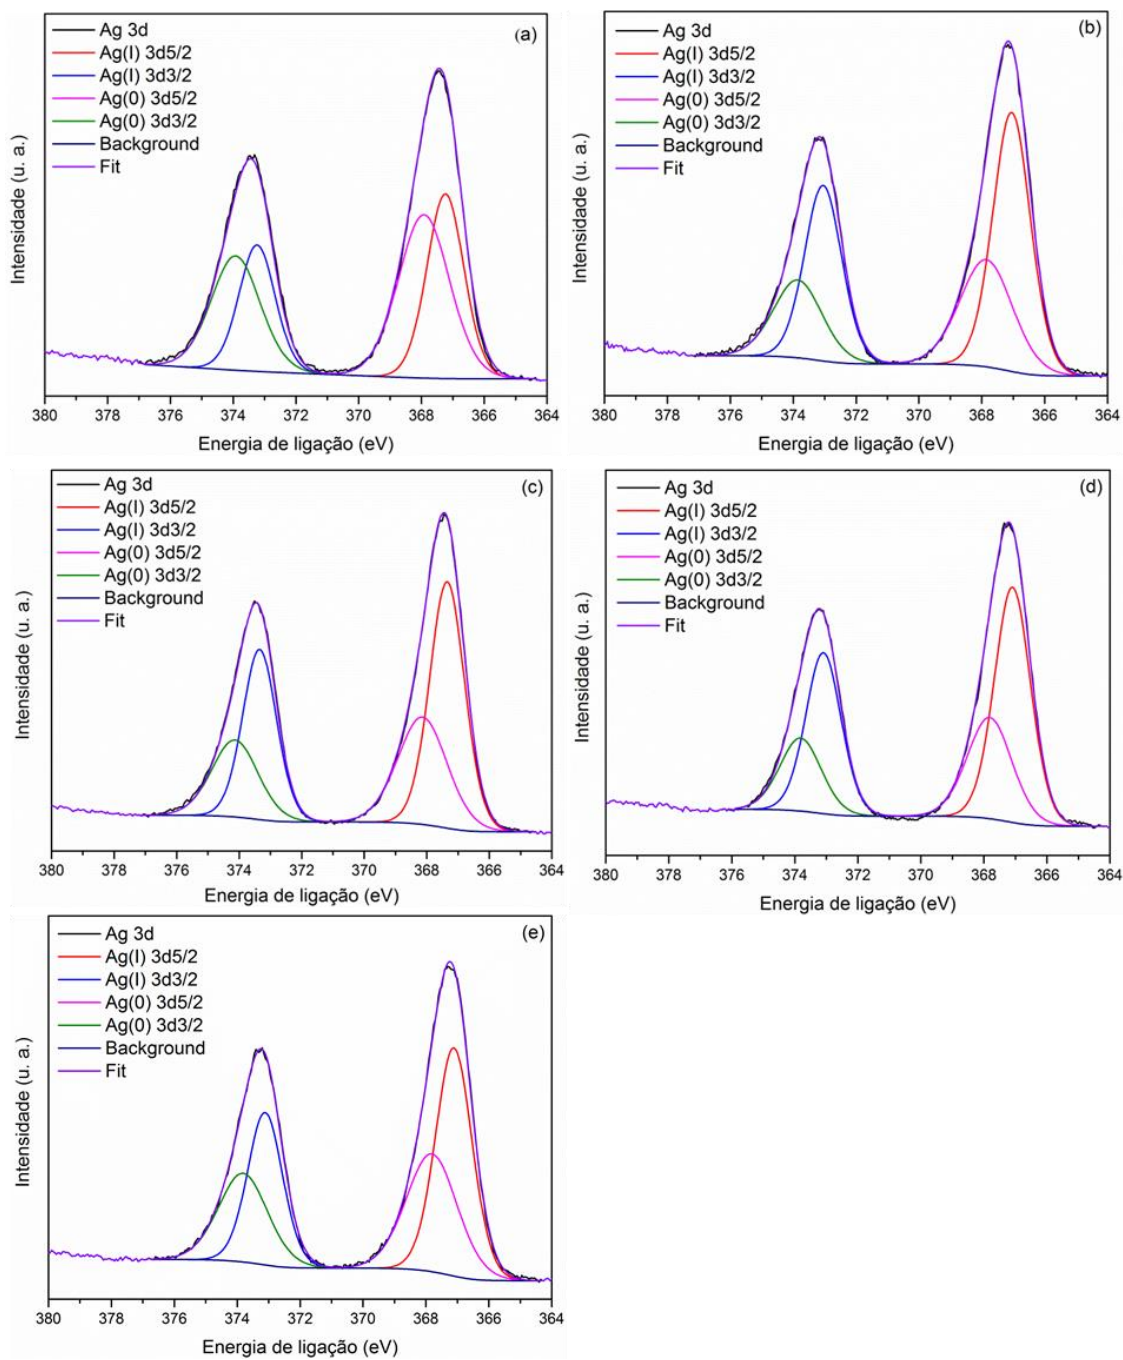 (a)
Ag 3d
Ag(I) 3d5/2
Ag(I) 3d3/2
Ag(0) 3d5/2
Ag(0) 3d3/2
Background
Fit
Intensidade (u. a.)
380 376 374 372 370 368 366 364
Energia de ligação (eV)
(b)
Ag 3d
Ag(I) 3d5/2
Ag(I) 3d3/2
Ag(0) 3d5/2
Ag(0) 3d3/2
Background
Fit
Intensidade (u. a.)
380 376 374 372 370 368 366 364
Energia de ligação (eV)
(c)
Ag 3d
Ag(I) 3d5/2
Ag(I) 3d3/2
Ag(0) 3d5/2
Ag(0) 3d3/2
Background
Fit
Intensidade (u. a.)
380 378 376 374 372 370 368 366 364
Energia de ligação (eV)
(d)
Ag 3d
Ag(I) 3d5/2
Ag(I) 3d3/2
Ag(0) 3d5/2
Ag(0) 3d3/2
Background
Fit
Intensidade (u. a.)
380 378 376 374 372 370 368 366 364
Energia de ligação (eV)
(e)
Ag 3d
Ag(I) 3d5/2
Ag(I) 3d3/2
Ag(0) 3d5/2
Ag(0) 3d3/2
Background
Fit
Intensidade (u. a.)
380 378 376 374 372 370 368 366 364
Energia de ligação (eV)